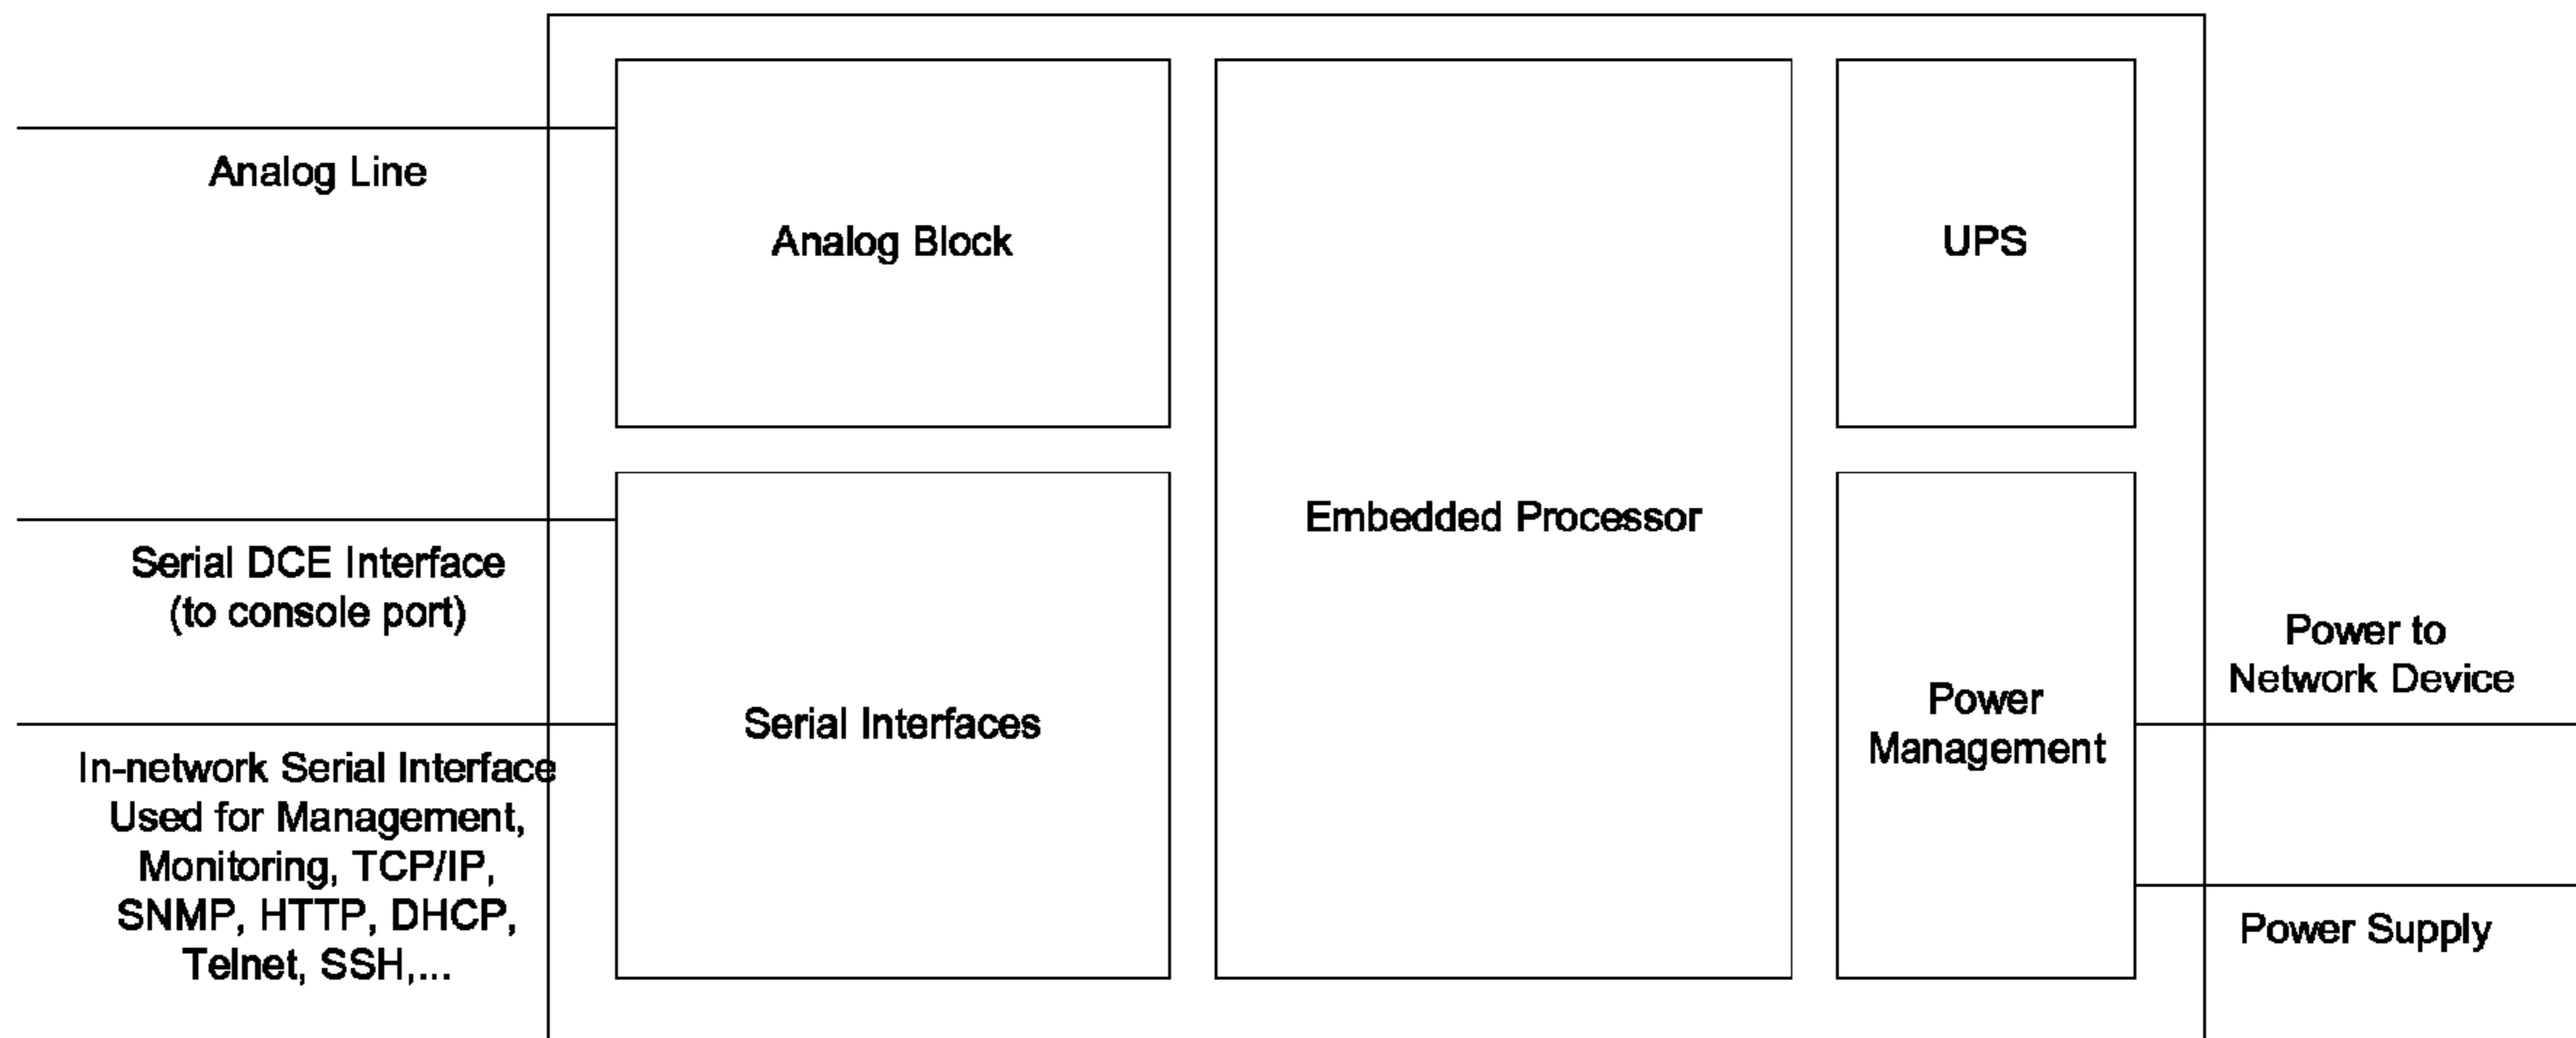 Analog Line
Analog Block
UPS
Serial DCE Interface
(to console port)
Embedded Processor
In-network Serial Interface
Used for Management,
Monitoring, TCP/IP,
SNMP, HTTP, DHCP,
Telnet, SSH,...
Serial Interfaces
Power
Management
Power to
Network Device
Power Supply